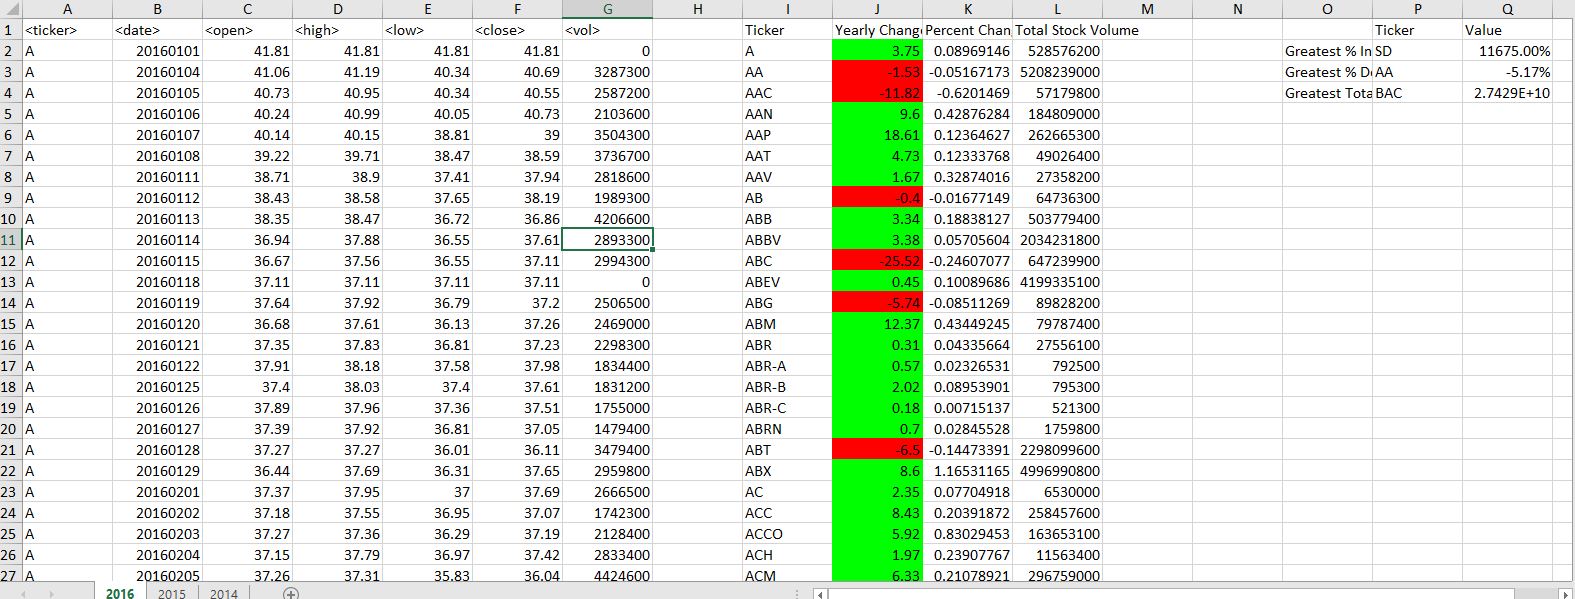 A B C D E F G H I J K L M N O P Q
1 <ticker> <date> <open> <high> <low> <close> <vol> Ticker Yearly Chang Percent Chan Total Stock Volume Ticker Value
2 A 20160101 41.81 41.81 41.81 41.81 0 A 3.75 0.08969146 528576200 Greatest % In SD 11675.00%
3 A 20160104 41.06 41.19 40.34 40.69 3287300 AA -1.53 -0.05167173 5208239000 Greatest % D AA -5.17%
4 A 20160105 40.73 40.95 40.34 40.55 2587200 AAC -11.82 -0.6201469 57179800 Greatest Tota BAC 2.7429E+10
5 A 20160106 40.24 40.99 40.05 40.73 2103600 AAN 9.6 0.42876284 184809000
6 A 20160107 40.14 40.15 38.81 39 3504300 AAP 18.61 0.12364627 262665300
7 A 20160108 39.22 39.71 38.47 38.59 3736700 AAT 4.73 0.12333768 49026400
8 A 20160111 38.71 38.9 37.41 37.94 2818600 AAV 1.67 0.32874016 27358200
9 A 20160112 38.43 38.58 37.65 38.19 1989300 AB -0.4 -0.01677149 64736300
10 A 20160113 38.35 38.47 36.72 36.86 4206600 ABB 3.34 0.18838127 503779400
11 A 20160114 36.94 37.88 36.55 37.61 2893300 ABBV 3.38 0.05705604 2034231800
12 A 20160115 36.67 37.56 36.55 37.11 2994300 ABC -25.52 -0.24607077 647239900
13 A 20160118 37.11 37.11 37.11 37.11 0 ABEV 0.45 0.10089686 4199335100
14 A 20160119 37.64 37.92 36.79 37.2 2506500 ABG -5.74 -0.08511269 89828200
15 A 20160120 36.68 37.61 36.13 37.26 2469000 ABM 12.37 0.43449245 79787400
16 A 20160121 37.35 37.83 36.81 37.23 2298300 ABR 0.31 0.04335664 27556100
17 A 20160122 37.91 38.18 37.58 37.98 1834400 ABR-A 0.57 0.02326531 792500
18 A 20160125 37.4 38.03 37.4 37.61 1831200 ABR-B 2.02 0.08953901 795300
19 A 20160126 37.89 37.96 37.36 37.51 1755000 ABR-C 0.18 0.00715137 521300
20 A 20160127 37.39 37.92 36.81 37.05 1479400 ABRN 0.7 0.02845528 1759800
21 A 20160128 37.27 37.27 36.01 36.11 3479400 ABT -6.5 -0.14473391 2298099600
22 A 20160129 36.44 37.69 36.31 37.65 2959800 ABX 8.6 1.16531165 4996990800
23 A 20160201 37.37 37.95 37 37.69 2666500 AC 2.35 0.07704918 6530000
24 A 20160202 37.18 37.55 36.95 37.07 1742300 ACC 8.43 0.20391872 258457600
25 A 20160203 37.27 37.36 36.29 37.19 2128400 ACCO 5.92 0.83029453 163653100
26 A 20160204 37.15 37.79 36.97 37.42 2833400 ACH 1.97 0.23907767 11563400
27 A 20160205 37.26 37.31 35.83 36.04 4424600 ACM 6.33 0.21078921 296759000
2016 2015 2014